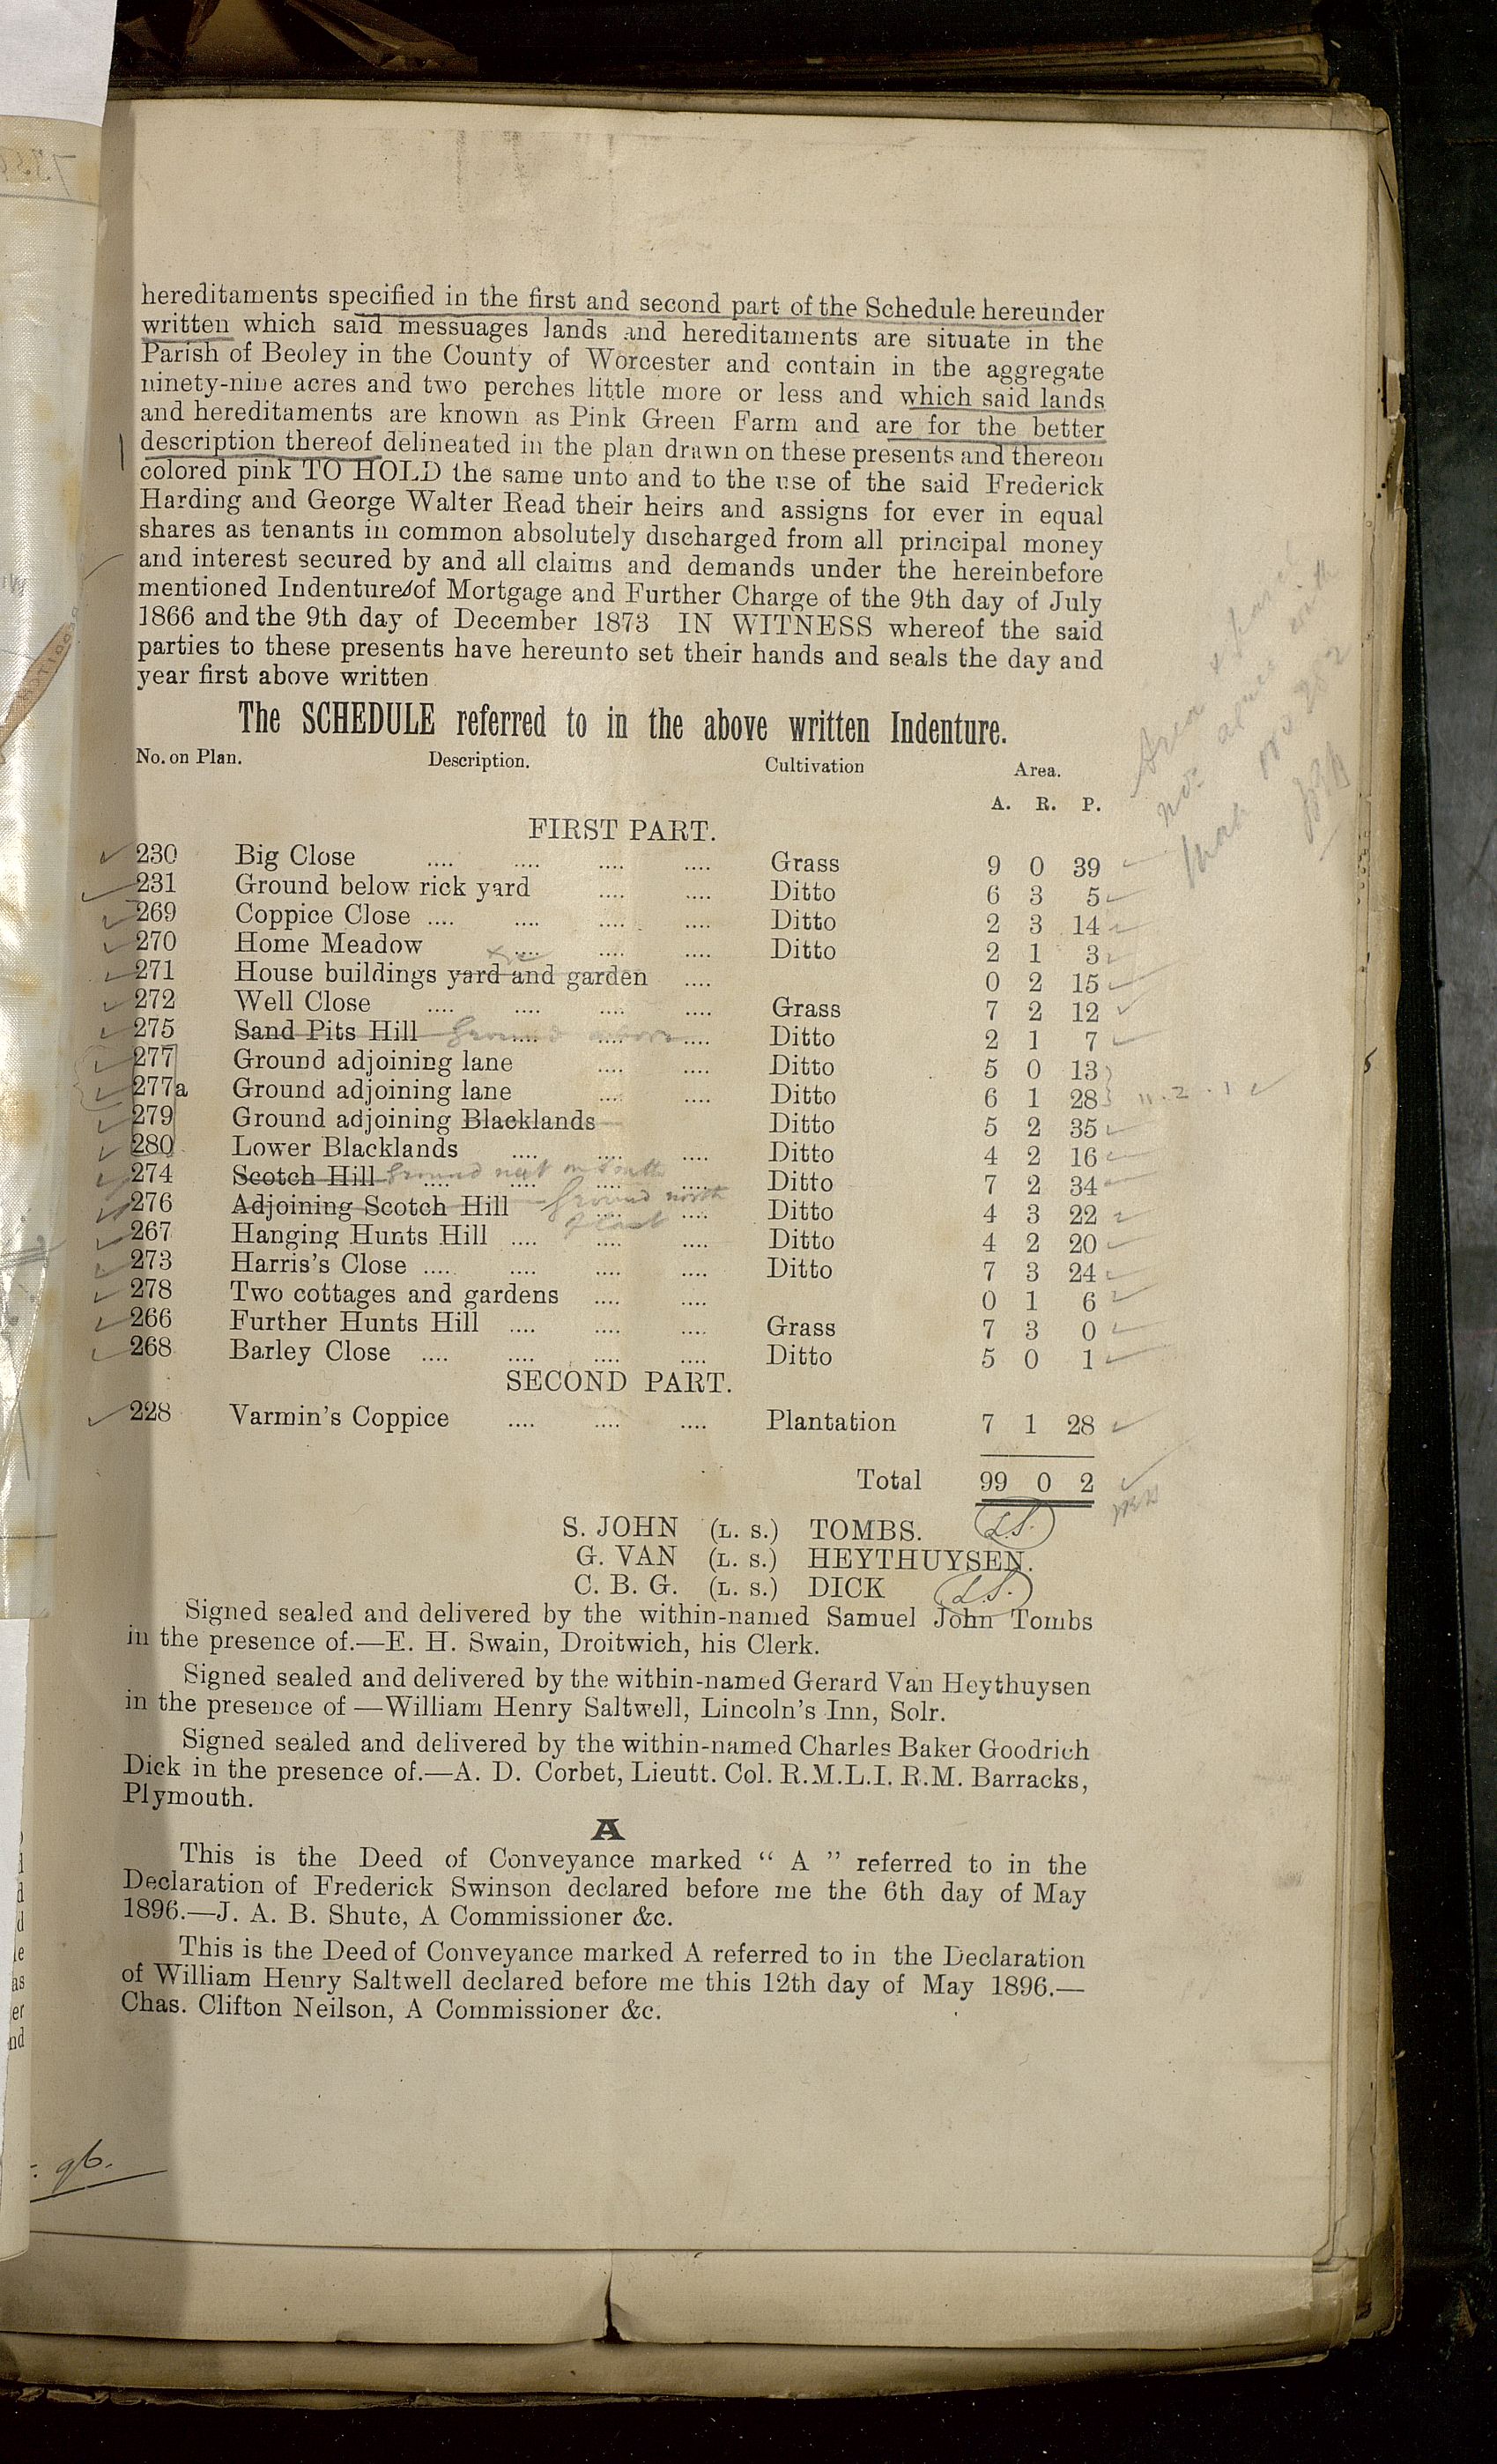 hereditaments specified in the first and second part of the Schedule hereunder
written which said messuages lands and hereditaments are situate in the
Parish of Beoley in the County of Worcester and contain in the aggregate
ninety-nine acres and two perches little more or less and which said lands
and hereditaments are known as Pink Green Farm and are for the better
description thereof delineated in the plan drawn on these presents and thereon
colored pink TO HOLD the same unto and to the use of the said Frederick
Harding and George Walter Read their heirs and assigns for ever in equal
shares as tenants in common absolutely discharged from all principal money
and interest secured by and all claims and demands under the hereinbefore
mentioned Indentures of Mortgage and Further Charge of the 9th day of July
1866 and the 9th day of December 1873 IN WITNESS whereof the said
parties to these presents have hereunto set their hands and seals the day and
year first above written
The SCHEDULE referred to in the above written Indenture.
No. on Plan. Description. Cultivation Area.
A. R. P.
FIRST PART.
230 Big Close .... .... .... .... Grass 9 0 39
231 Ground below rick yard .... .... Ditto 6 3 5
269 Coppice Close .... .... .... .... Ditto 2 3 14
270 Home Meadow .... .... .... Ditto 2 1 3
271 House buildings yard and garden .... 0 2 15
272 Well Close .... .... .... .... Grass 7 2 12
275 Sand Pits Hill Ground above .... .... .... Ditto 2 1 7
277 Ground adjoining lane .... .... Ditto 5 0 13
277a Ground adjoining lane .... .... Ditto 6 1 28 11 . 2 . 1
279 Ground adjoining Blacklands Ditto 5 2 35
280 Lower Blacklands .... .... .... Ditto 4 2 16
274 Scotch Hill Ground next on South .... .... .... .... Ditto 7 2 34
276 Adjoining Scotch Hill Ground north of last .... .... Ditto 4 3 22
267 Hanging Hunts Hill .... .... .... Ditto 4 2 20
273 Harris's Close .... .... .... .... Ditto 7 3 24
278 Two cottages and gardens .... .... 0 1 6
266 Further Hunts Hill .... .... .... Grass 7 3 0
268 Barley Close .... .... .... .... Ditto 5 0 1
SECOND PART.
228 Varmin's Coppice .... .... .... Plantation 7 1 28
Total 99 0 2
S. JOHN (L. S.) TOMBS. L.S.
G. VAN (L. S.) HEYTHUYSEN.
C. B. G. (L. S.) DICK L.S.
Signed sealed and delivered by the within-named Samuel John Tombs
in the presence of.—E. H. Swain, Droitwich, his Clerk.
Signed sealed and delivered by the within-named Gerard Van Heythuysen
in the presence of —William Henry Saltwell, Lincoln's Inn, Solr.
Signed sealed and delivered by the within-named Charles Baker Goodrich
Dick in the presence of.—A. D. Corbet, Lieutt. Col. R.M.L.I. R.M. Barracks,
Plymouth.
A
This is the Deed of Conveyance marked " A " referred to in the
Declaration of Frederick Swinson declared before me the 6th day of May
1896.—J. A. B. Shute, A Commissioner &c.
This is the Deed of Conveyance marked A referred to in the Declaration
of William Henry Saltwell declared before me this 12th day of May 1896.—
Chas. Clifton Neilson, A Commissioner &c.
96.